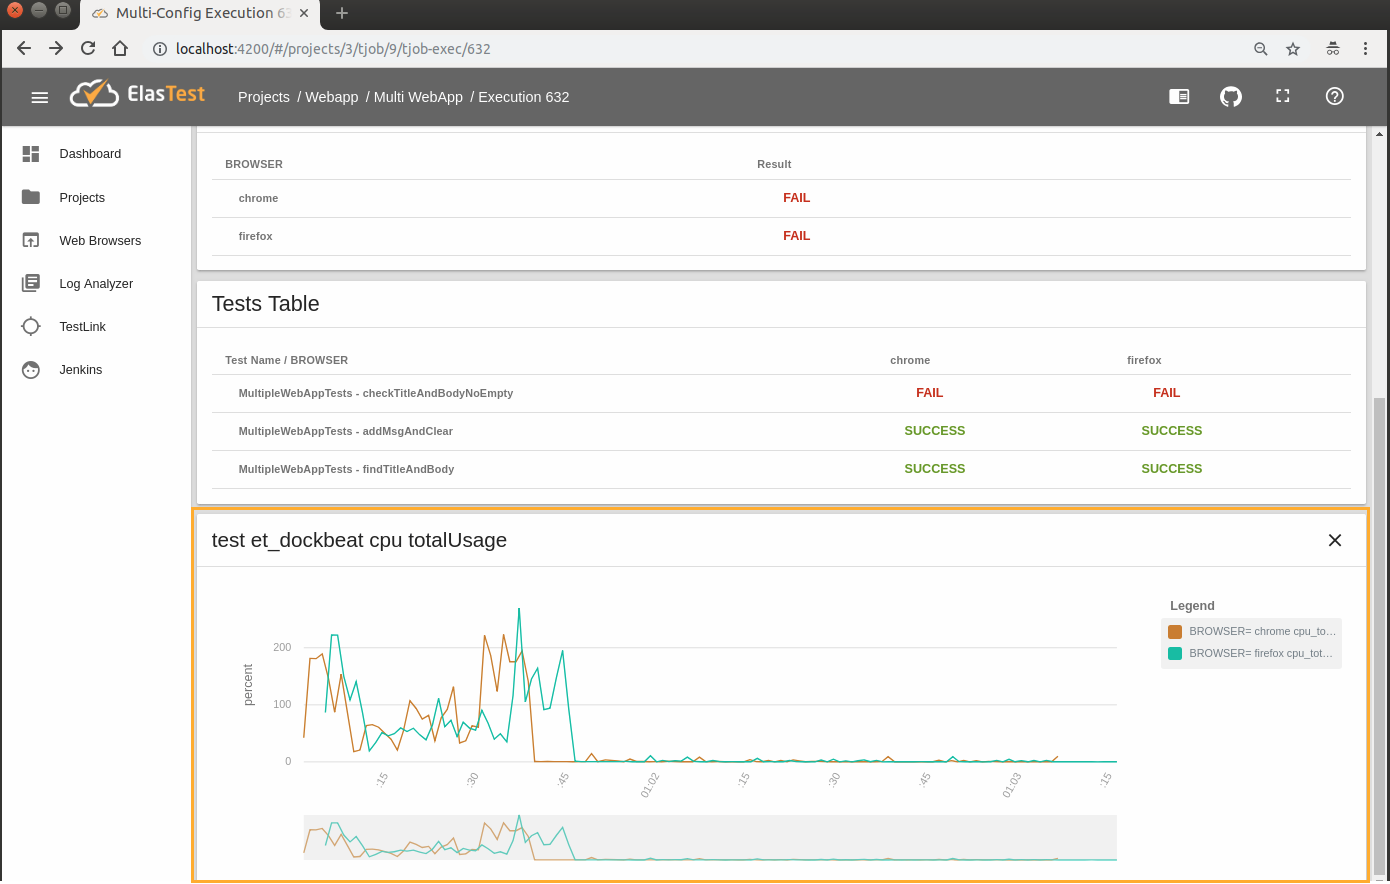 Multi-Config Execution 63
localhost:4200/#/projects/3/tjob/9/tjob-exec/632
ElasTest
Projects / Webapp / Multi WebApp / Execution 632
Dashboard
Projects
Web Browsers
Log Analyzer
TestLink
Jenkins
BROWSER Result
chrome FAIL
firefox FAIL
Tests Table
Test Name / BROWSER chrome firefox
MultipleWebAppTests - checkTitleAndBodyNoEmpty FAIL FAIL
MultipleWebAppTests - addMsgAndClear SUCCESS SUCCESS
MultipleWebAppTests - findTitleAndBody SUCCESS SUCCESS
test et_dockbeat cpu totalUsage
Legend
BROWSER= chrome cpu_to...
BROWSER= firefox cpu_tot...
percent
200
100
0
:15 :30 :45 01:02 :15 :30 :45 01:03 :15